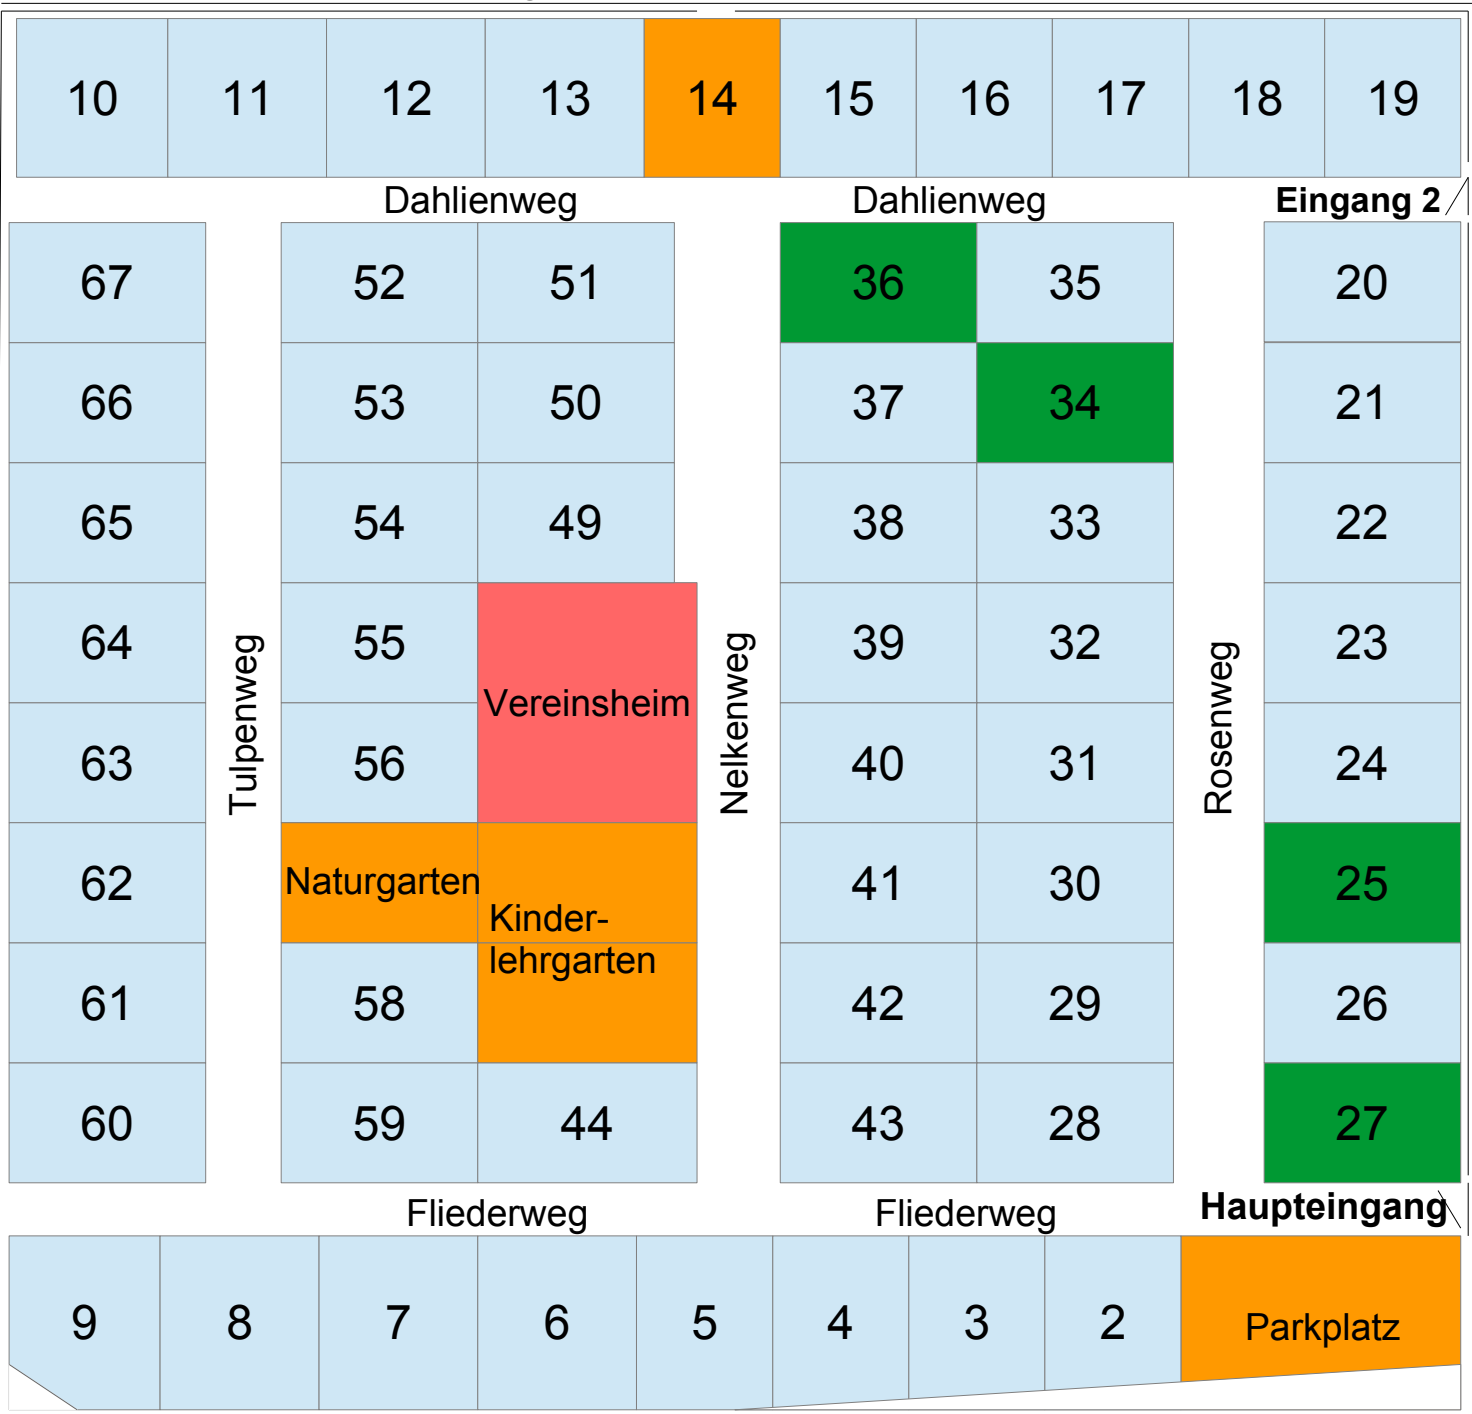 10 11 12 13 14 15 16 17 18 19
Dahlienweg Dahlienweg Eingang 2
67 52 51 36 35 20
66 53 50 37 34 21
65 54 49 38 33 22
64 55 39 32 23
Vereinsheim
Tulpenweg Nelkenweg Rosenweg
63 56 40 31 24
62 Naturgarten 41 30 25
Kinder-
lehrgarten
61 58 42 29 26
60 59 44 43 28 27
Fliederweg Fliederweg Haupteingang
9 8 7 6 5 4 3 2 Parkplatz